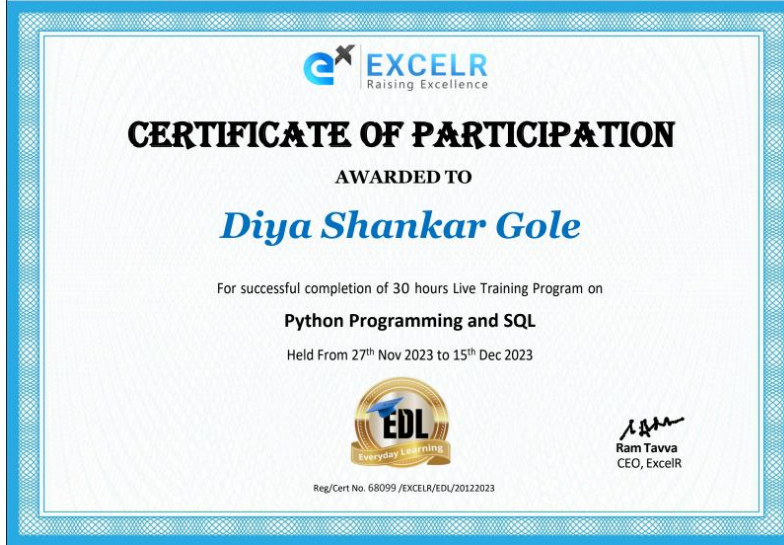 ex EXCELR
Raising Excellence
CERTIFICATE OF PARTICIPATION
AWARDED TO
Diya Shankar Gole
For successful completion of 30 hours Live Training Program on
Python Programming and SQL
Held From 27th Nov 2023 to 15th Dec 2023
EDL
Everyday Learning
Ram Tavva
CEO, ExcelR
Reg/Cert No. 68099 /EXCELR/EDL/20122023